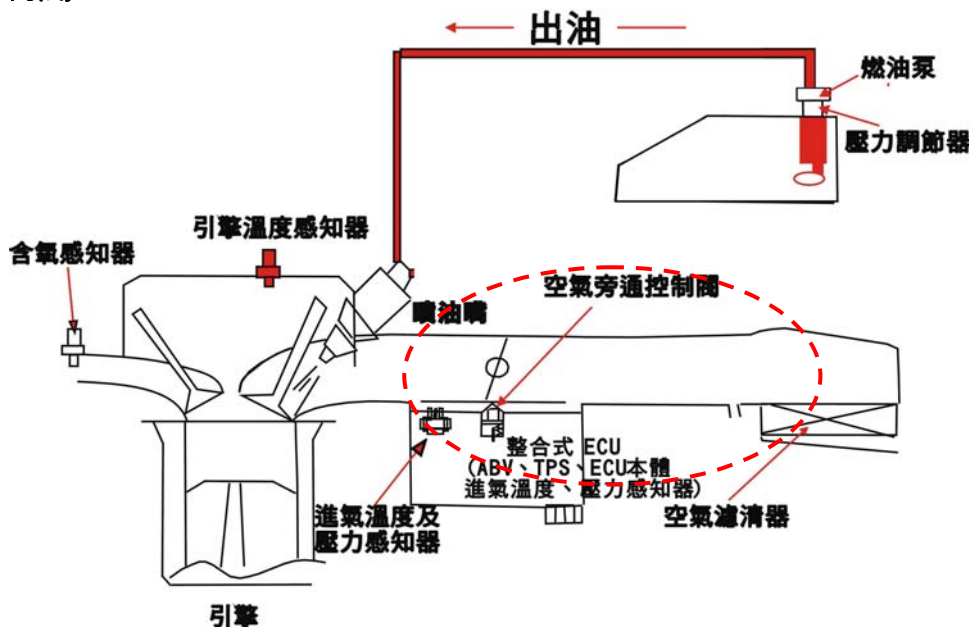 出油
燃油泵
壓力調節器
引擎溫度感知器
含氧感知器
空氣旁通控制閥
噴油嘴
整合式 ECU
(ABV、TPS、ECU本體
進氣溫度、壓力感知器)
進氣溫度及
壓力感知器
空氣濾清器
引擎